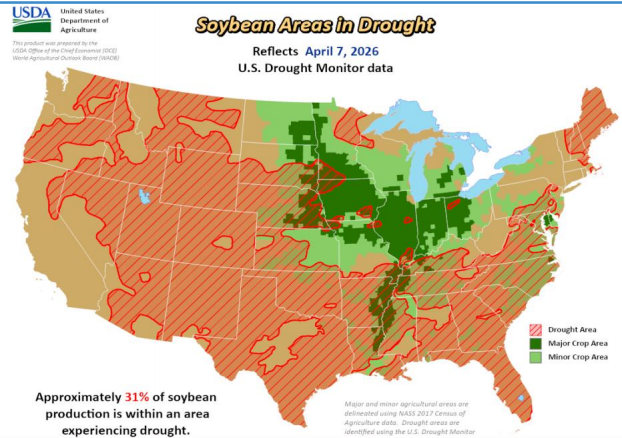 USDA
United States
Department of
Agriculture
This product was prepared by the
USDA Office of the Chief Economist (OCE)
World Agricultural Outlook Board (WAOB)
Soybean Areas in Drought
Reflects April 7, 2026
U.S. Drought Monitor data
Drought Area
Major Crop Area
Minor Crop Area
Approximately 31% of soybean
production is within an area
experiencing drought.
Major and minor agricultural areas are
delineated using NASS 2017 Census of
Agriculture data. Drought areas are
identified using the U.S. Drought Monitor